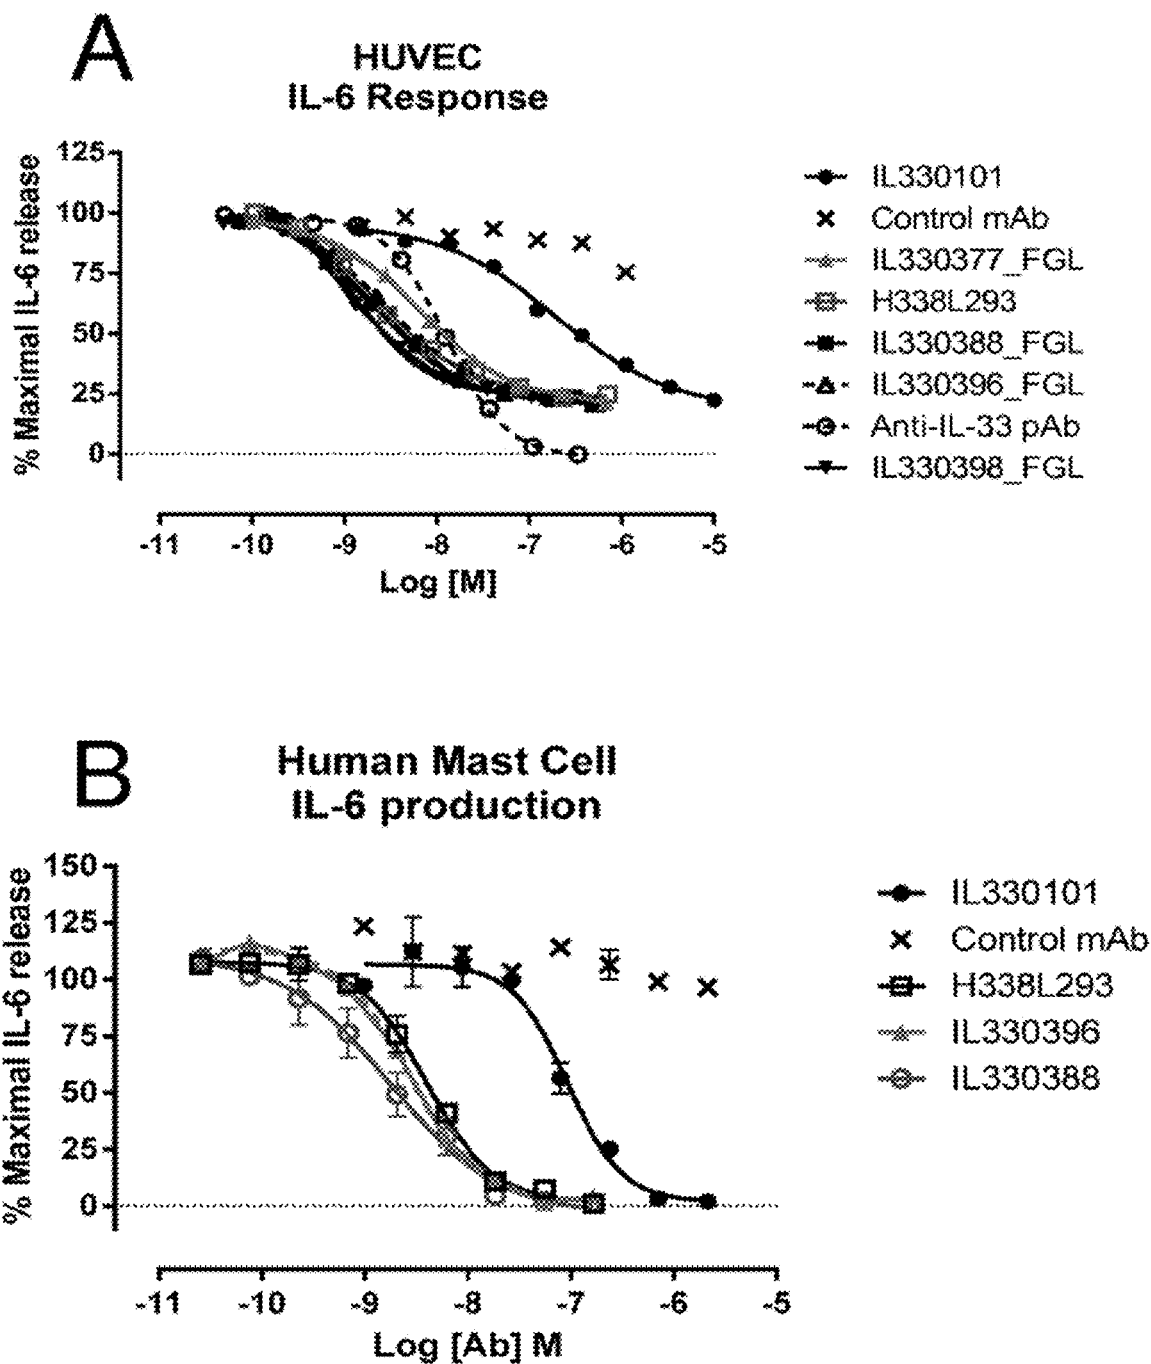 A
HUVEC
IL-6 Response
% Maximal IL-6 release
125
100
75
50
25
0
-11 -10 -9 -8 -7 -6 -5
Log [M]
IL330101
Control mAb
IL330377_FGL
H338L293
IL330388_FGL
IL330396_FGL
Anti-IL-33 pAb
IL330398_FGL
B
Human Mast Cell
IL-6 production
% Maximal IL-6 release
150
125
100
75
50
25
0
-11 -10 -9 -8 -7 -6 -5
Log [Ab] M
IL330101
Control mAb
H338L293
IL330396
IL330388